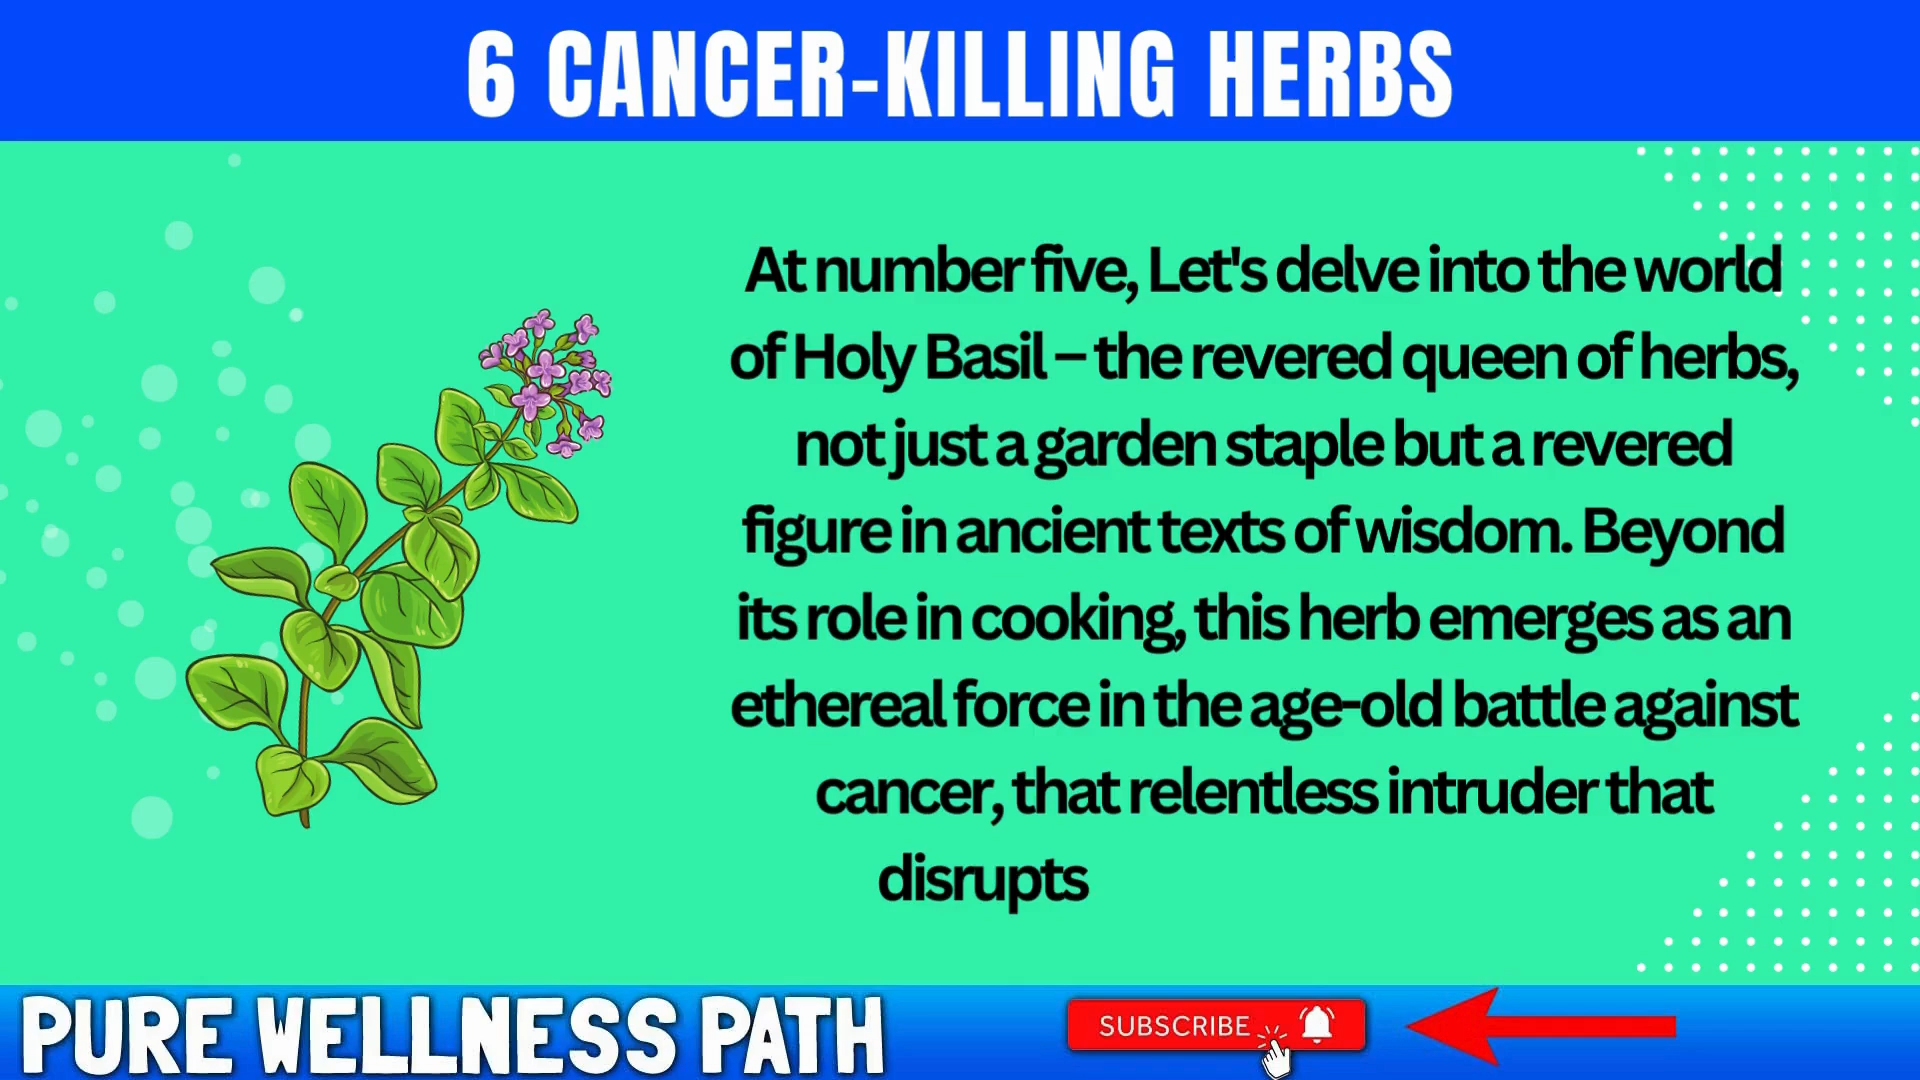 6 CANCER-KILLING HERBS
At number five, Let's delve into the world
of Holy Basil – the revered queen of herbs,
not just a garden staple but a revered
figure in ancient texts of wisdom. Beyond
its role in cooking, this herb emerges as an
ethereal force in the age-old battle against
cancer, that relentless intruder that
disrupts
PURE WELLNESS PATH
SUBSCRIBE